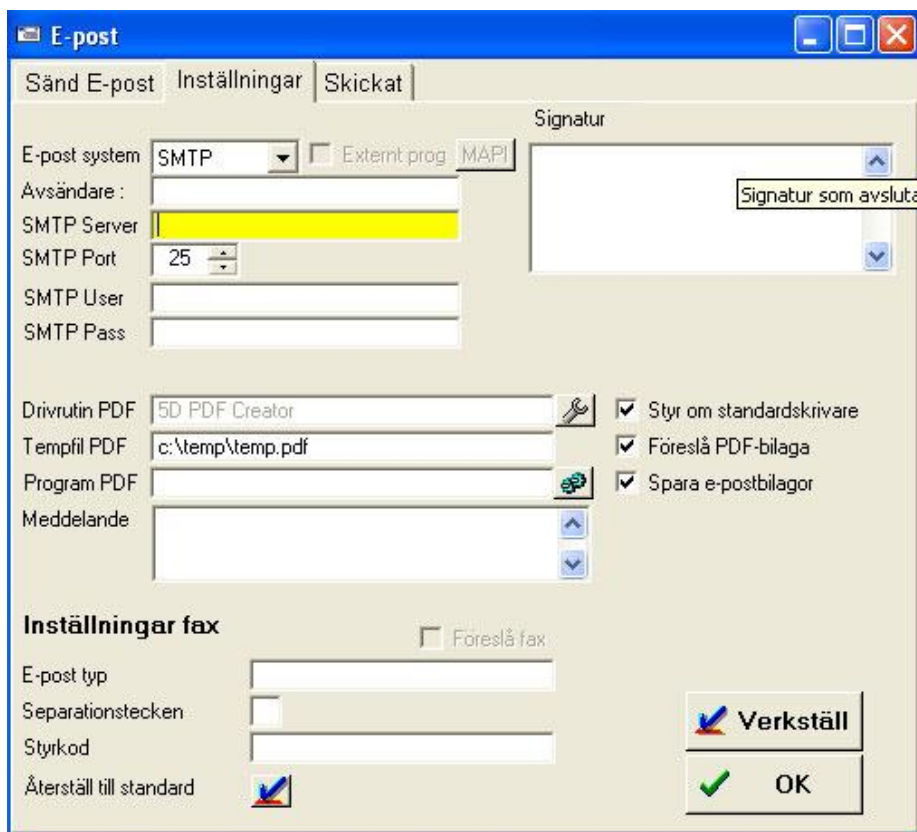 E-post
Sänd E-post Inställningar Skickat
Signatur
E-post system SMTP Externt prog MAPI
Avsändare :
Signatur som avsluta
SMTP Server
SMTP Port 25
SMTP User
SMTP Pass
Drivrutin PDF 5D PDF Creator Styr om standardskrivare
Tempfil PDF c:\temp\temp.pdf Föreslå PDF-bilaga
Program PDF Spara e-postbilagor
Meddelande
Inställningar fax
Föreslå fax
E-post typ
Separationstecken
Verkställ
Styrkod
Återställ till standard
OK